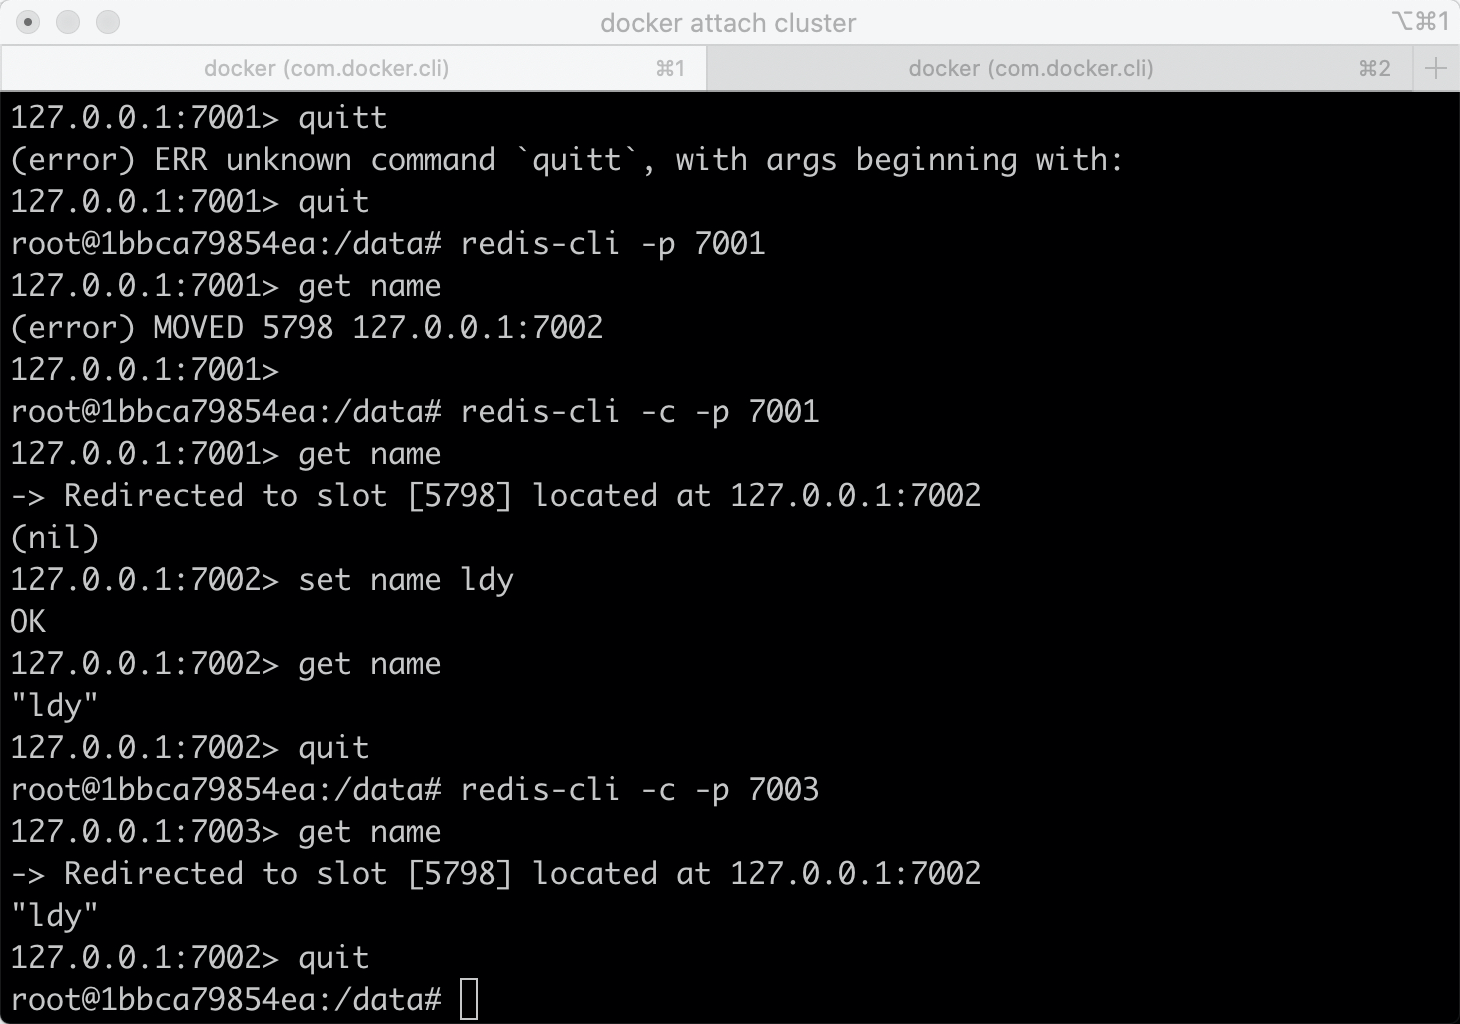 docker attach cluster
⌥⌘1
docker (com.docker.cli) ⌘1
docker (com.docker.cli) ⌘2
127.0.0.1:7001> quitt
(error) ERR unknown command `quitt`, with args beginning with:
127.0.0.1:7001> quit
root@1bbca79854ea:/data# redis-cli -p 7001
127.0.0.1:7001> get name
(error) MOVED 5798 127.0.0.1:7002
127.0.0.1:7001>
root@1bbca79854ea:/data# redis-cli -c -p 7001
127.0.0.1:7001> get name
-> Redirected to slot [5798] located at 127.0.0.1:7002
(nil)
127.0.0.1:7002> set name ldy
OK
127.0.0.1:7002> get name
"ldy"
127.0.0.1:7002> quit
root@1bbca79854ea:/data# redis-cli -c -p 7003
127.0.0.1:7003> get name
-> Redirected to slot [5798] located at 127.0.0.1:7002
"ldy"
127.0.0.1:7002> quit
root@1bbca79854ea:/data#